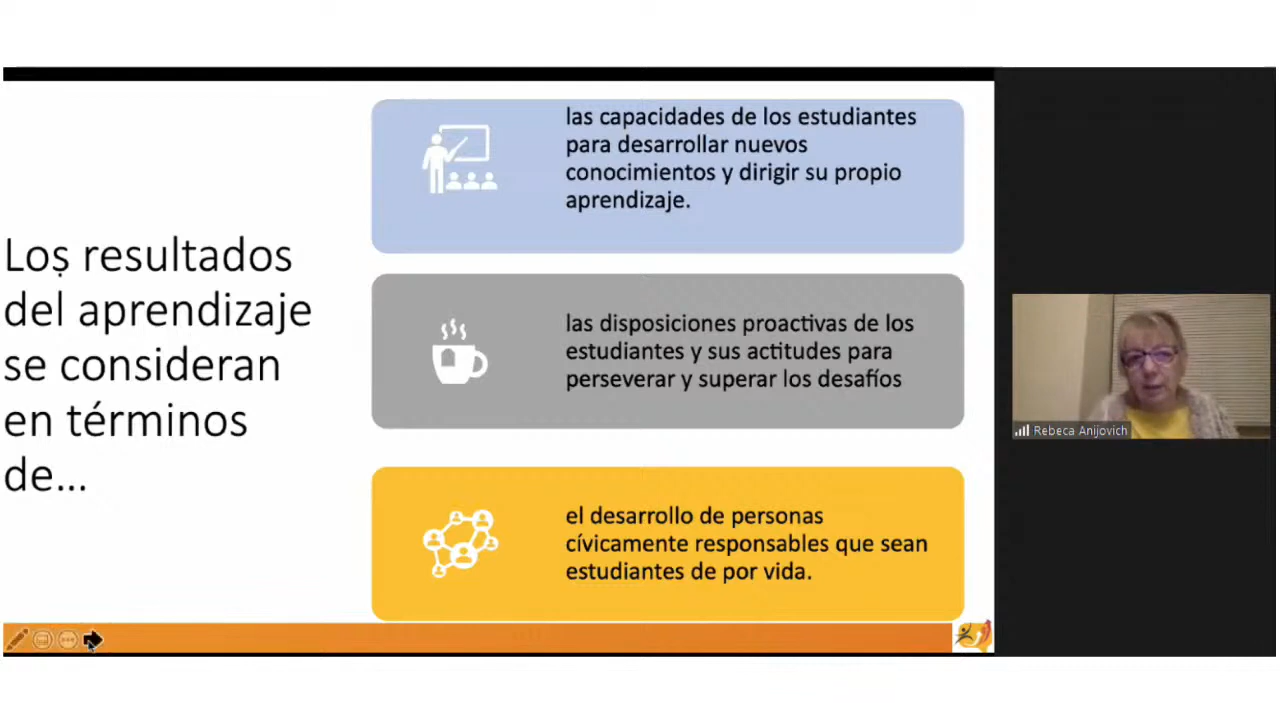 Los resultados
del aprendizaje
se consideran
en términos
de...
las capacidades de los estudiantes
para desarrollar nuevos
conocimientos y dirigir su propio
aprendizaje.
las disposiciones proactivas de los
estudiantes y sus actitudes para
perseverar y superar los desafíos
el desarrollo de personas
cívicamente responsables que sean
estudiantes de por vida.
Rebeca Anijovich